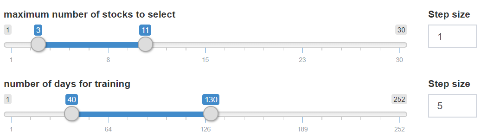 maximum number of stocks to select
Step size
1 3 11 30
1
1 8 15 23 30
number of days for training
Step size
1 40 130 252
5
1 64 126 189 252